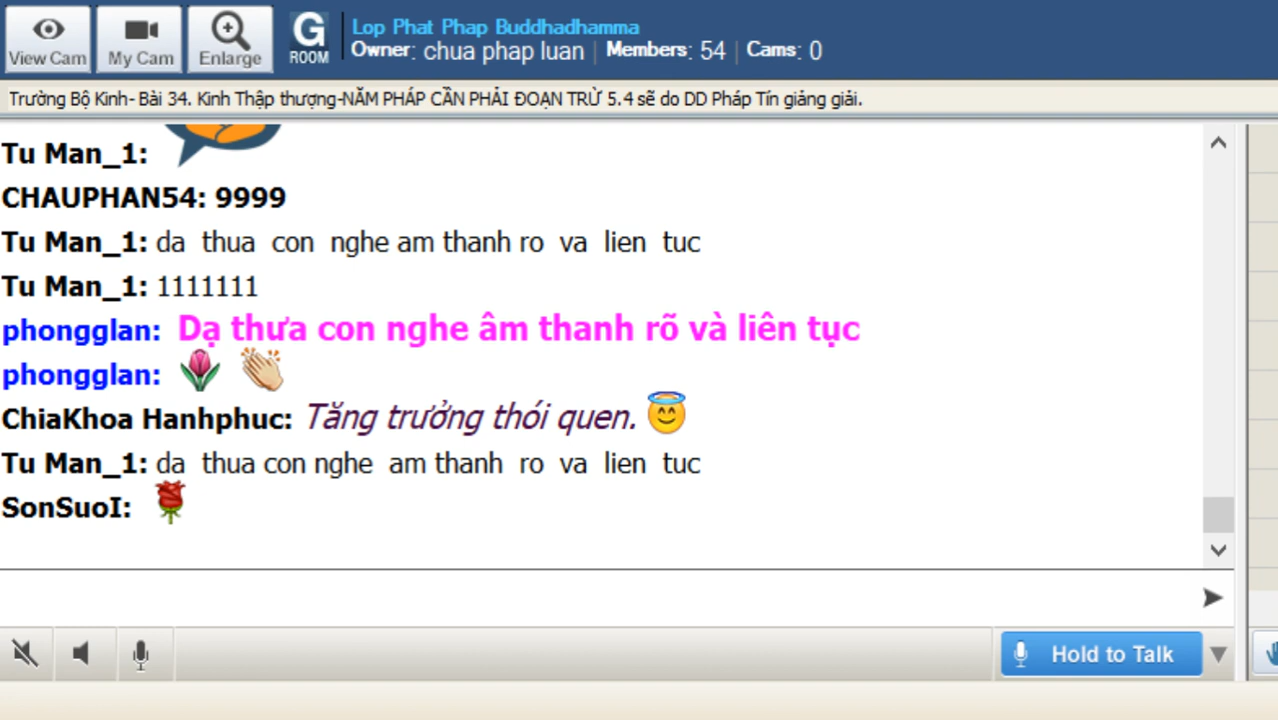 View Cam
My Cam
Enlarge
G
ROOM
Lop Phat Phap Buddhadhamma
Owner: chua phap luan | Members: 54 | Cams: 0
Trường Bộ Kinh- Bài 34. Kinh Thập thượng-NĂM PHÁP CẦN PHẢI ĐOẠN TRỪ 5.4 sẽ do DD Pháp Tín giảng giải.
Tu Man_1:
CHAUPHAN54: 9999
Tu Man_1: da thua con nghe am thanh ro va lien tuc
Tu Man_1: 1111111
phongglan: Dạ thưa con nghe âm thanh rõ và liên tục
phongglan:
ChiaKhoa Hanhphuc: Tăng trưởng thói quen.
Tu Man_1: da thua con nghe am thanh ro va lien tuc
SonSuoI:
Hold to Talk